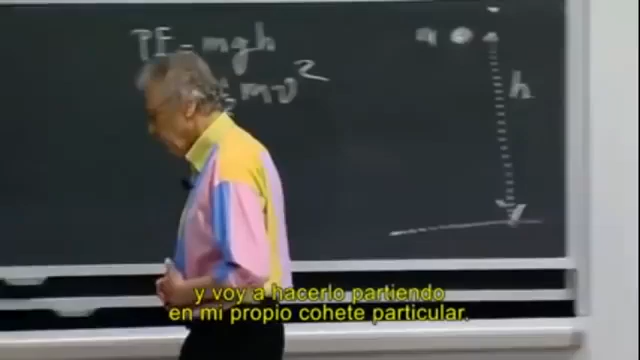 PE = mgh
mv²
h
y voy a hacerlo partiendo
en mi propio cohete particular.